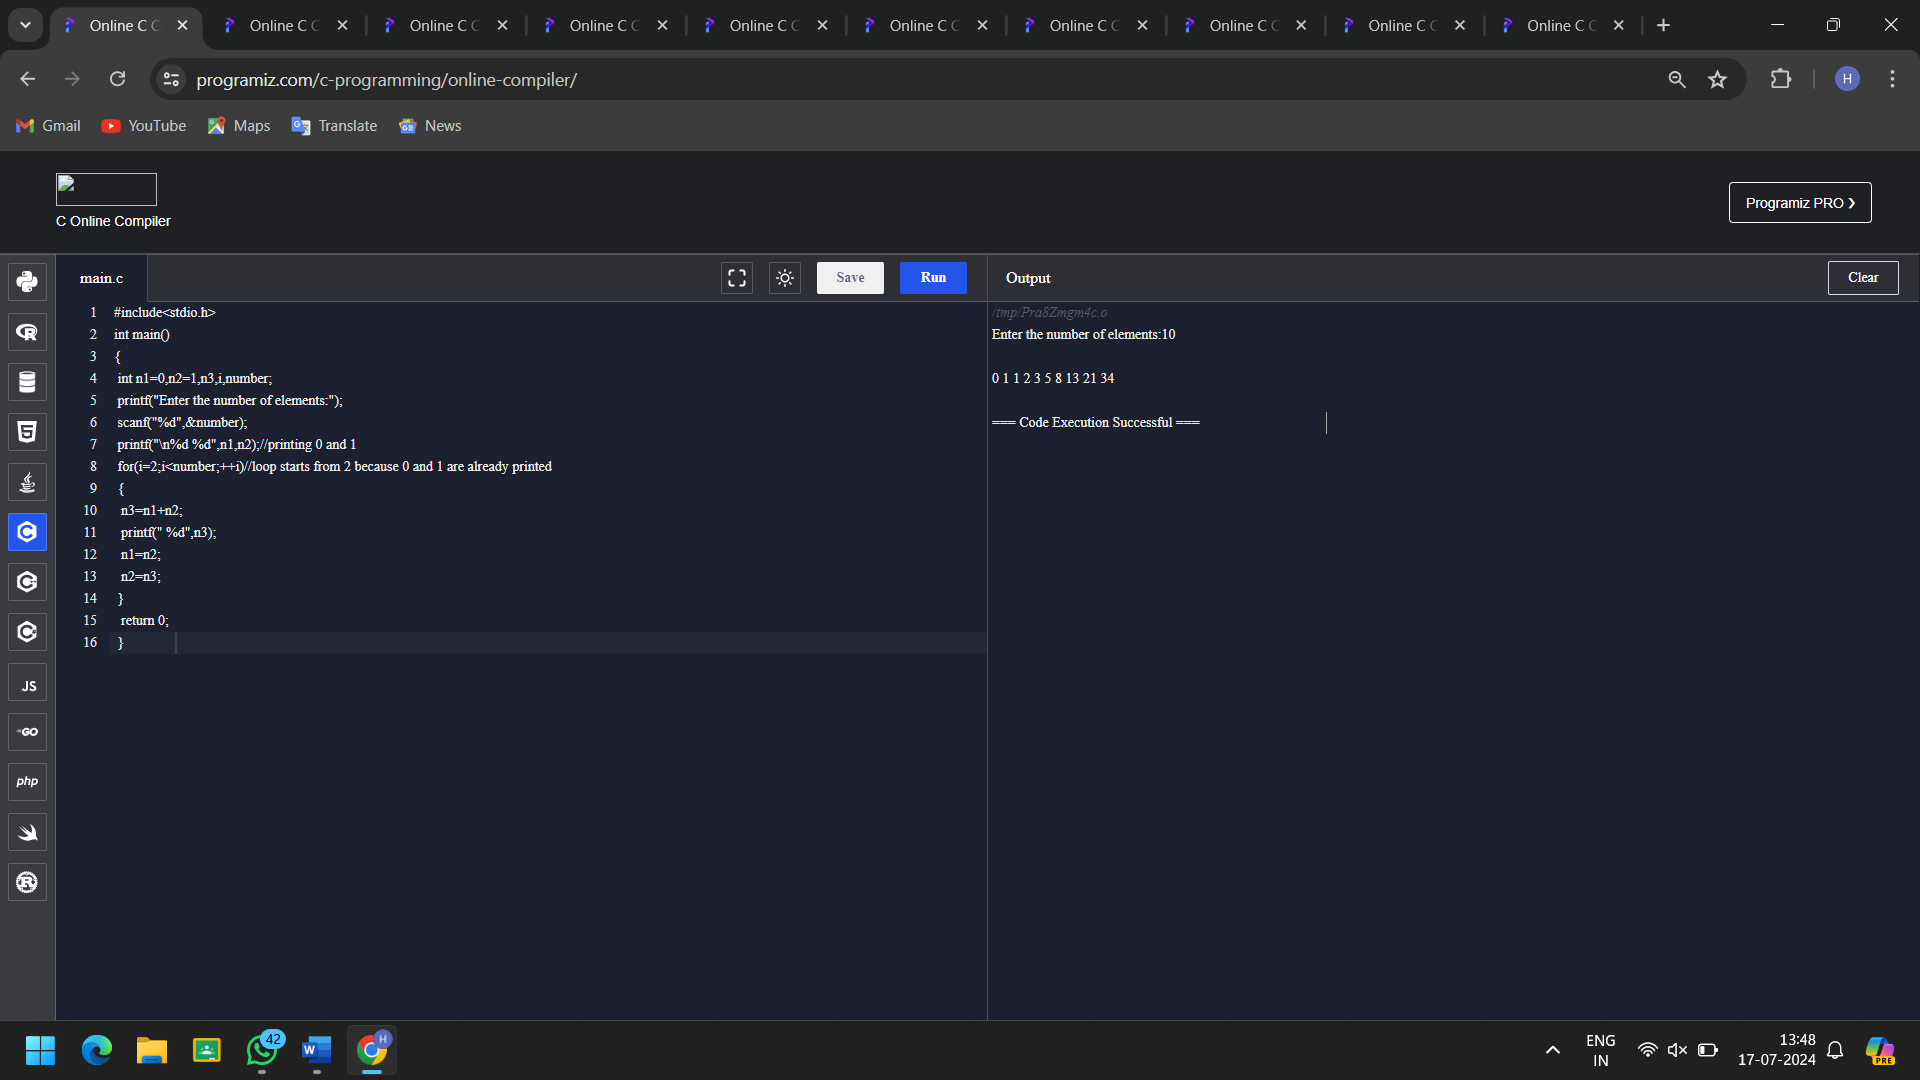 Online C C
Online C C
Online C C
Online C C
Online C C
Online C C
Online C C
Online C C
Online C C
Online C C
programiz.com/c-programming/online-compiler/
H
Gmail
YouTube
Maps
Translate
News
C Online Compiler
Programiz PRO ❯
main.c
Save
Run
Output
Clear
1 #include<stdio.h>
2 int main()
3 {
4 int n1=0,n2=1,n3,i,number;
5 printf("Enter the number of elements:");
6 scanf("%d",&number);
7 printf("\n%d %d",n1,n2);//printing 0 and 1
8 for(i=2;i<number;++i)//loop starts from 2 because 0 and 1 are already printed
9 {
10 n3=n1+n2;
11 printf(" %d",n3);
12 n1=n2;
13 n2=n3;
14 }
15 return 0;
16 }
/tmp/Pra8Zmgm4c.o
Enter the number of elements:10
0 1 1 2 3 5 8 13 21 34
=== Code Execution Successful ===
JS
GO
php
42
H
W
ENG
IN
13:48
17-07-2024
PRE